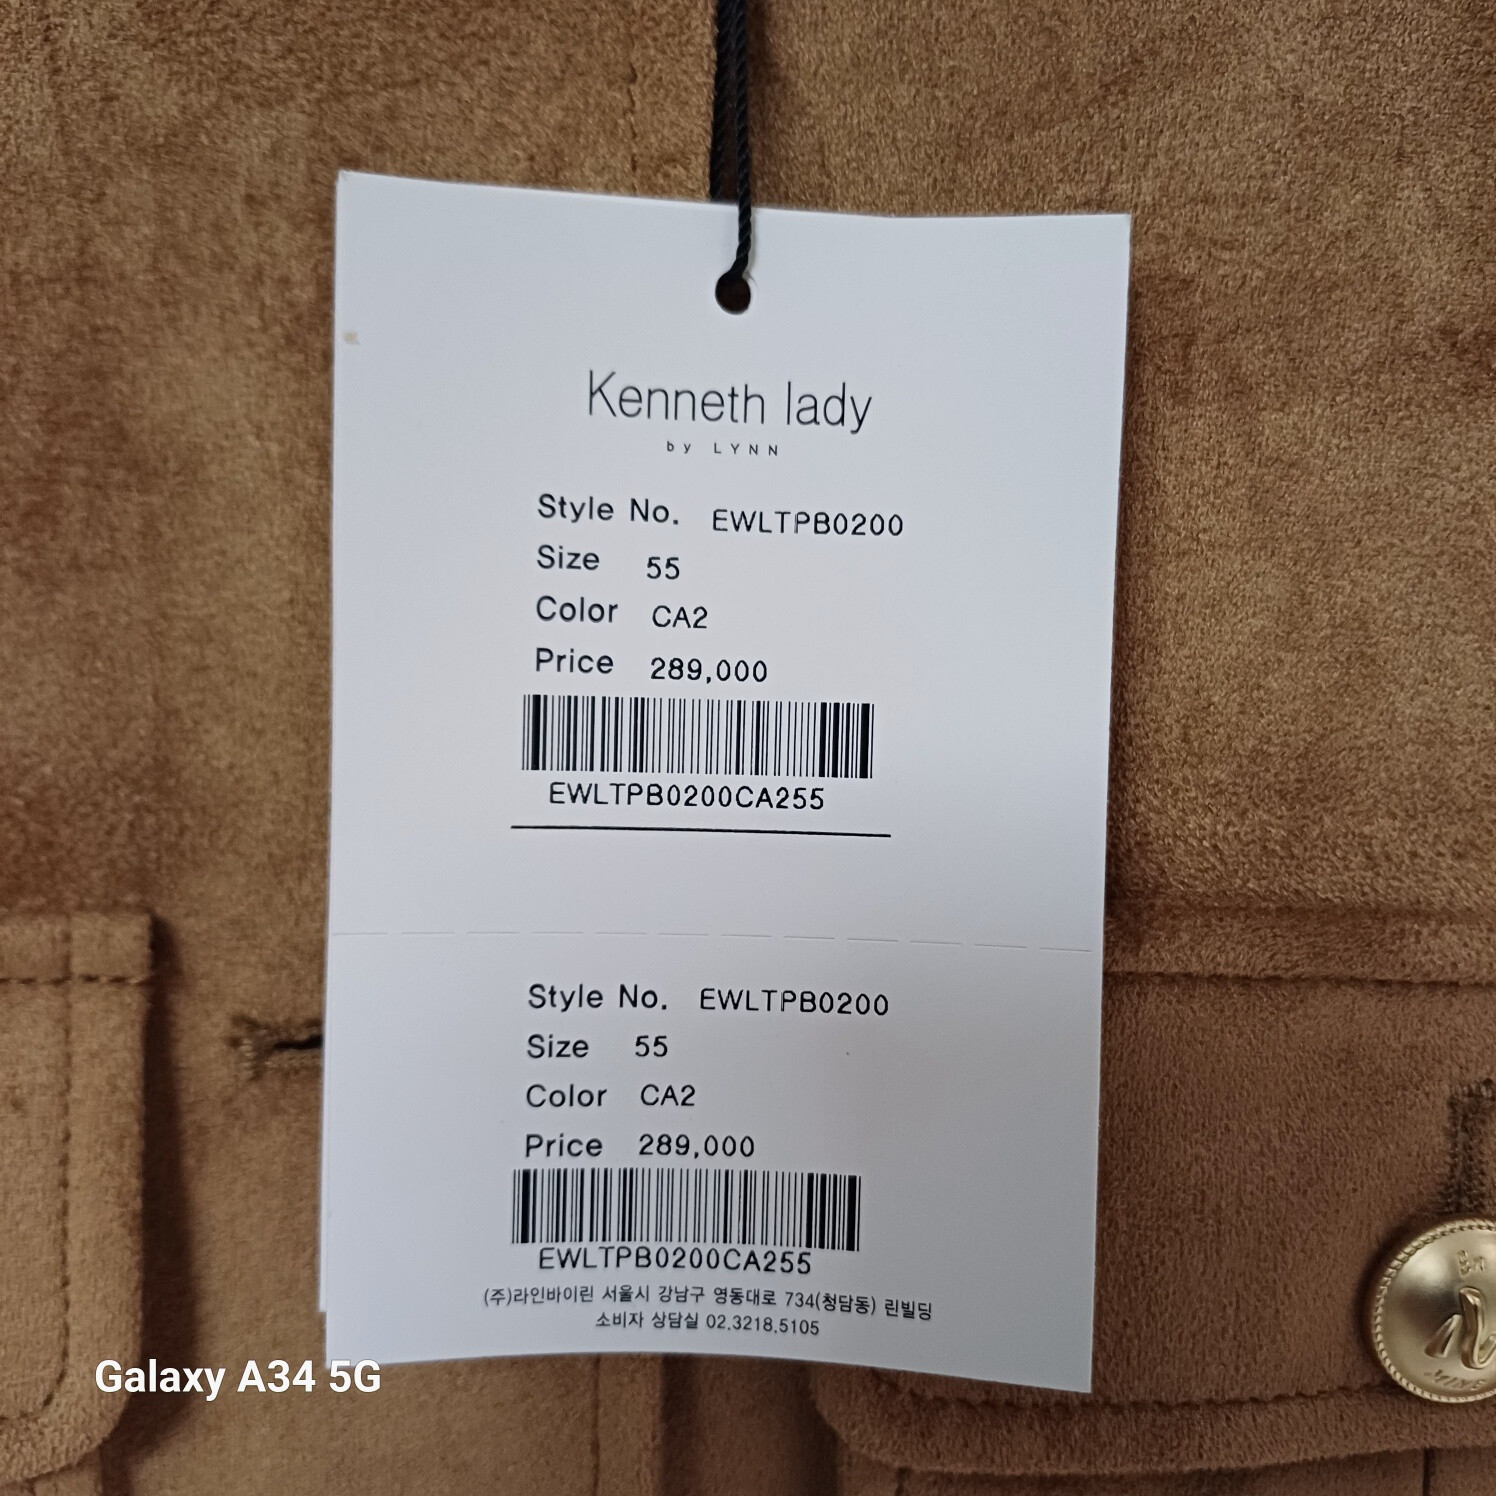 Kenneth lady
by LYNN
Style No. EWLTPB0200
Size 55
Color CA2
Price 289,000
EWLTPB0200CA255
Style No. EWLTPB0200
Size 55
Color CA2
Price 289,000
EWLTPB0200CA255
(주)라인바이린 서울시 강남구 영동대로 734(청담동) 린빌딩
소비자 상담실 02.3218.5105
Galaxy A34 5G